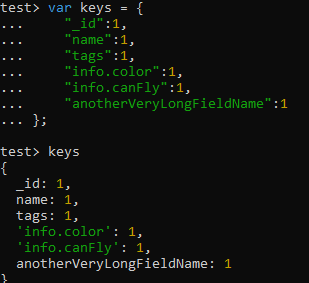 test> var keys = {
...     "_id":1,
...     "name":1,
...     "tags":1,
...     "info.color":1,
...     "info.canFly":1,
...     "anotherVeryLongFieldName":1
... };
test> keys
{
  _id: 1,
  name: 1,
  tags: 1,
  'info.color': 1,
  'info.canFly': 1,
  anotherVeryLongFieldName: 1
}